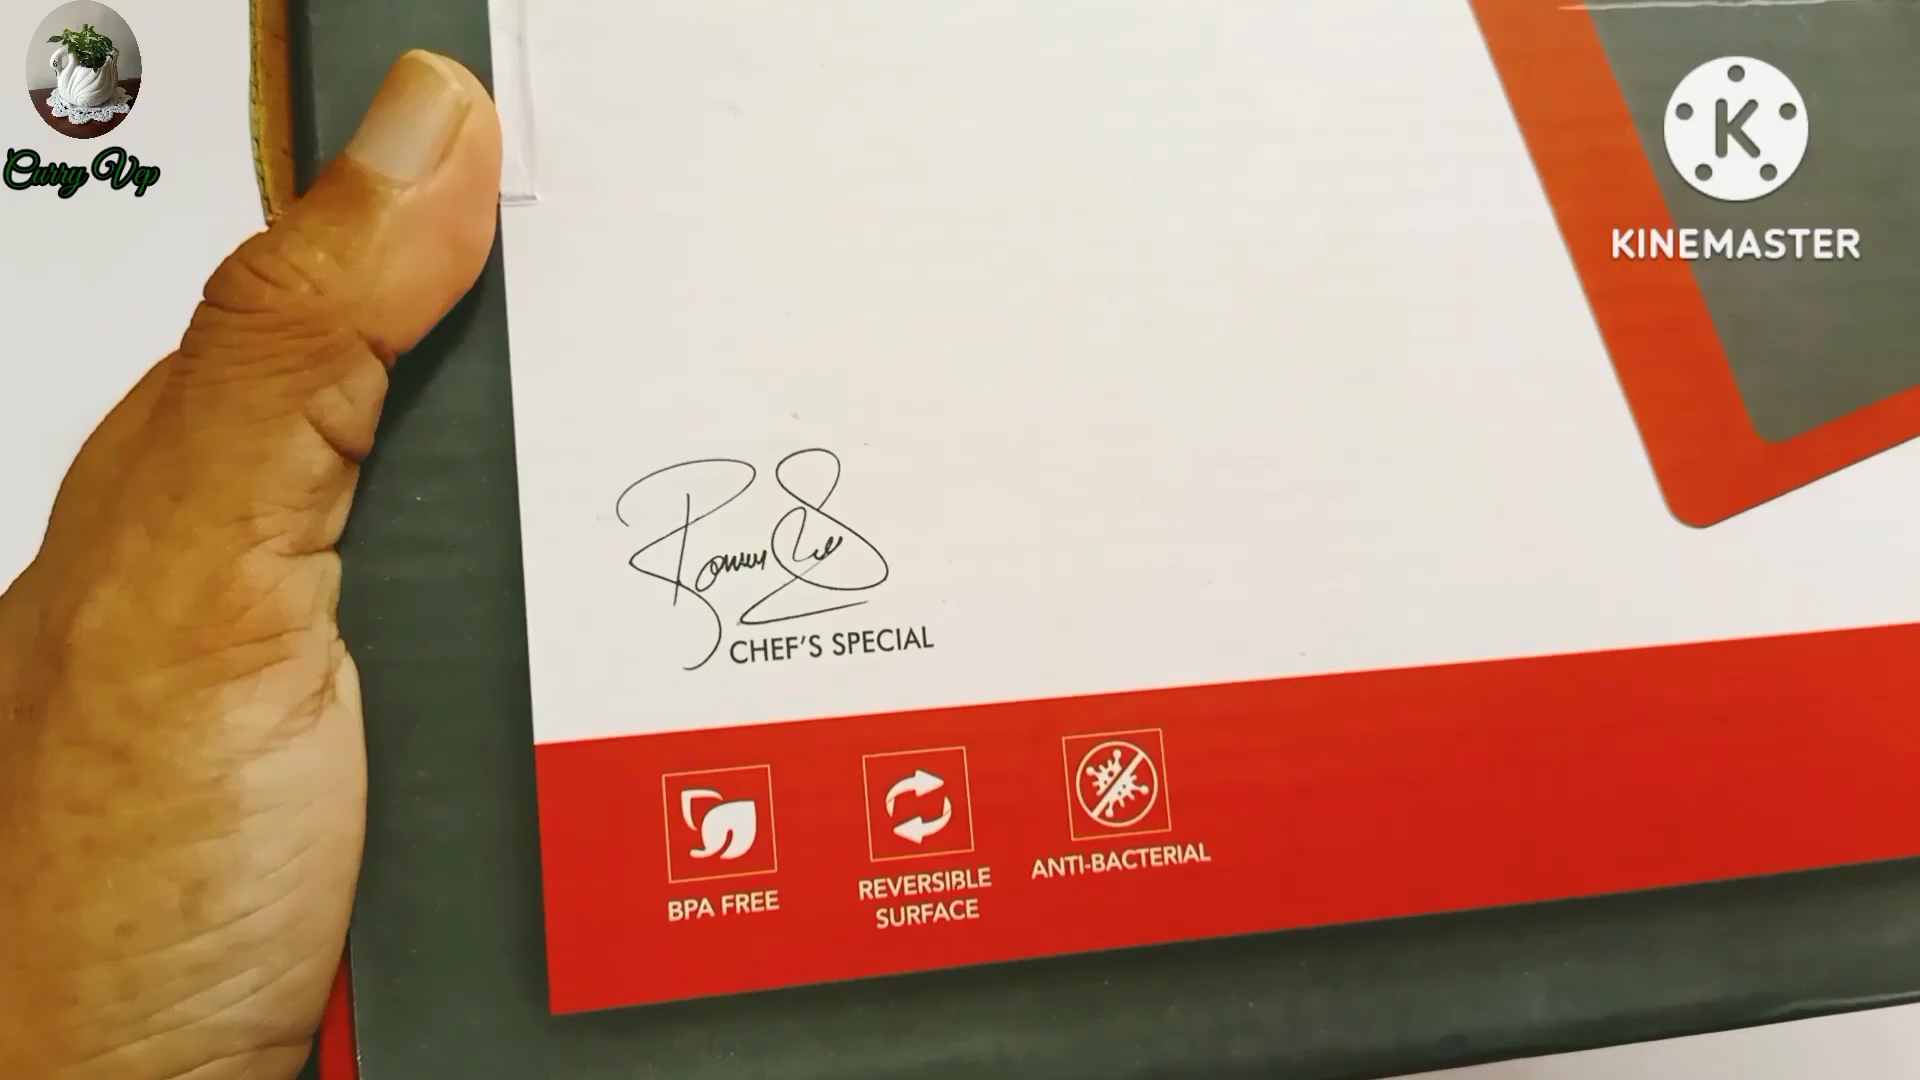 Curry Vep
K
KINEMASTER
CHEF'S SPECIAL
BPA FREE
REVERSIBLE
SURFACE
ANTI-BACTERIAL